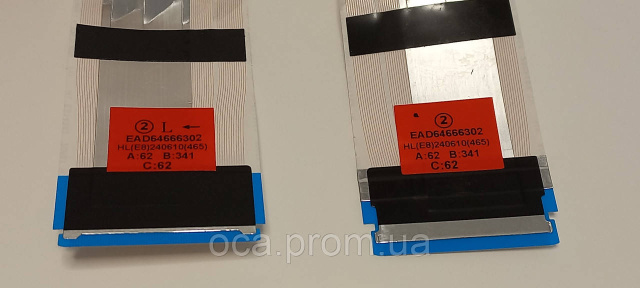 ② L ←
EAD64666302
HL(E8)240610(465)
A:62 B:341
C:62
②
EAD64666302
HL(E8)240610(465)
A:62 B:341
C:62
oca.prom.ua